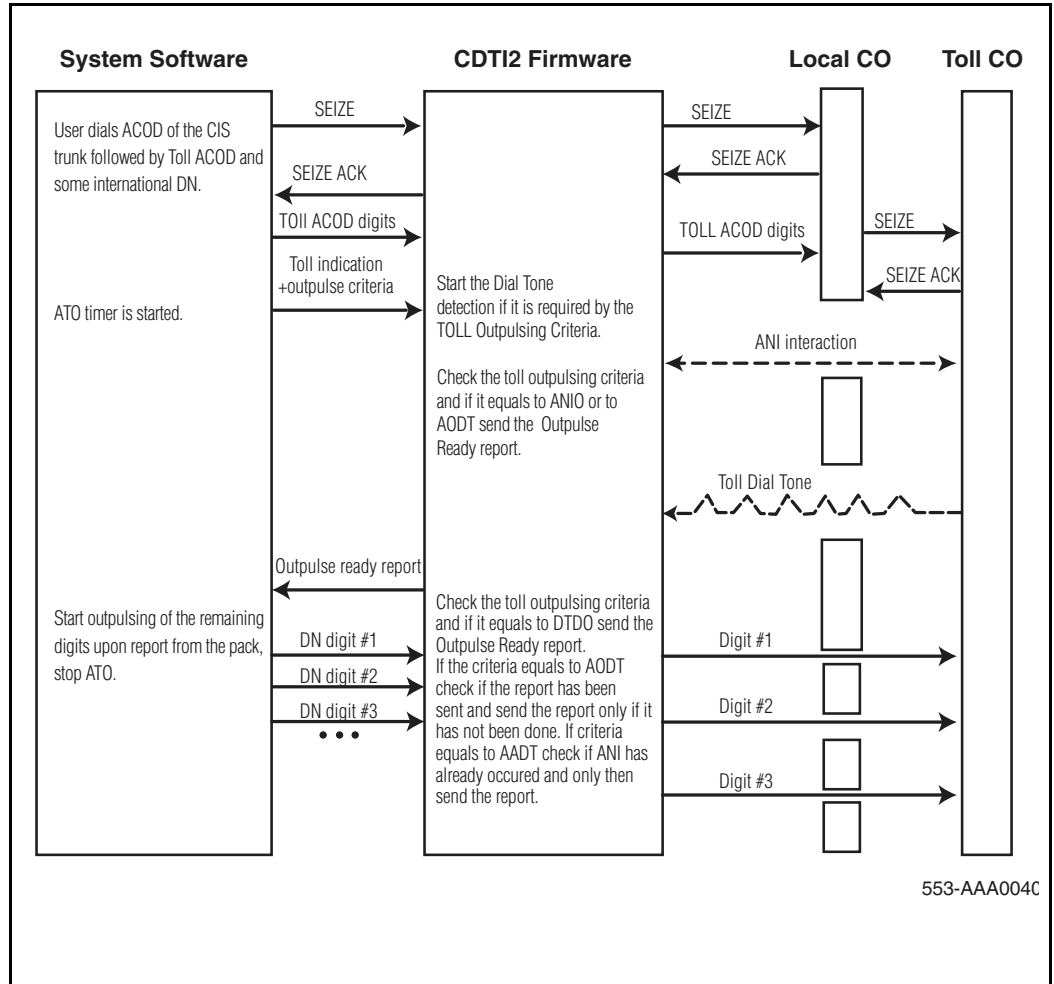 System Software
CDTI2 Firmware
Local CO
Toll CO
User dials ACOD of the CIS
trunk followed by Toll ACOD and
some international DN.
SEIZE
SEIZE
SEIZE ACK
SEIZE ACK
TOll ACOD digits
TOLL ACOD digits
SEIZE
SEIZE ACK
Toll indication
+outpulse criteria
ATO timer is started.
Start the Dial Tone
detection if it is required by the
TOLL Outpulsing Criteria.
ANI interaction
Check the toll outpulsing criteria
and if it equals to ANIO or to
AODT send the Outpulse
Ready report.
Toll Dial Tone
Outpulse ready report
Start outpulsing of the remaining
digits upon report from the pack,
stop ATO.
DN digit #1
DN digit #2
DN digit #3
• • •
Check the toll outpulsing criteria
and if it equals to DTDO send the
Outpulse Ready report.
If the criteria equals to AODT
check if the report has been
sent and send the report only if it
has not been done. If criteria
equals to AADT check if ANI has
already occured and only then
send the report.
Digit #1
Digit #2
Digit #3
553-AAA0040